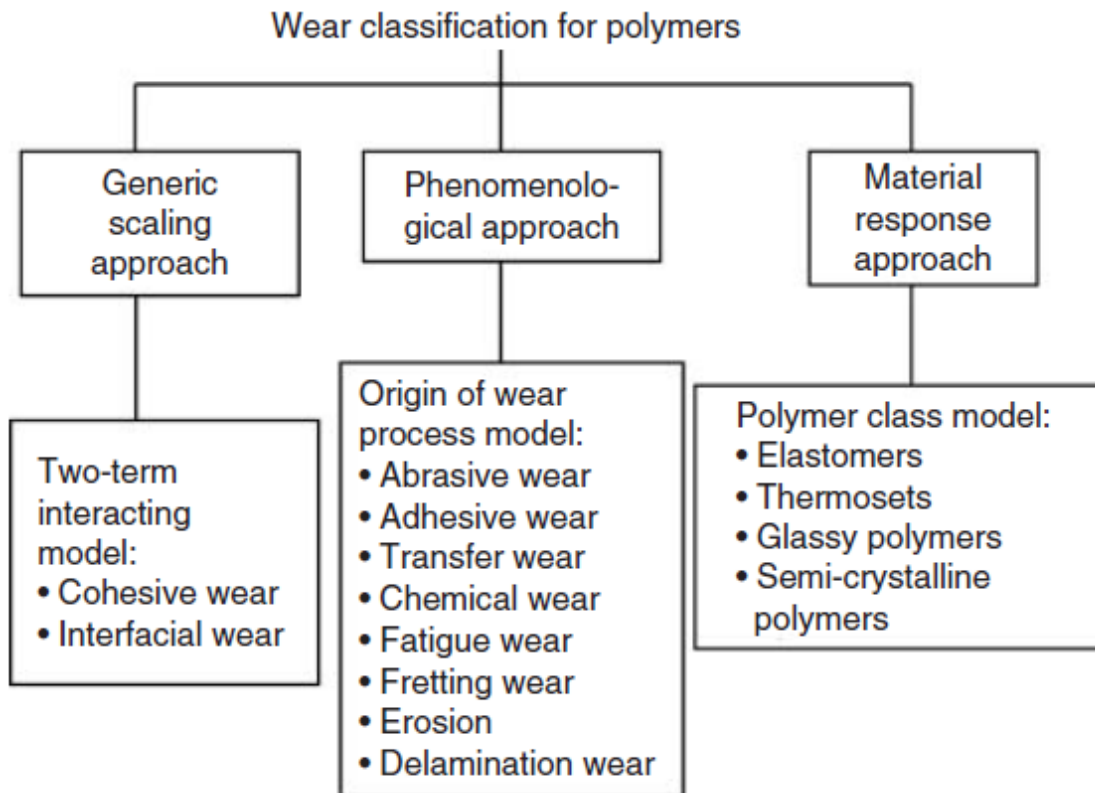 Wear classification for polymers
Generic
scaling
approach
Phenomenolo-
gical approach
Material
response
approach
Two-term
interacting
model:
• Cohesive wear
• Interfacial wear
Origin of wear
process model:
• Abrasive wear
• Adhesive wear
• Transfer wear
• Chemical wear
• Fatigue wear
• Fretting wear
• Erosion
• Delamination wear
Polymer class model:
• Elastomers
• Thermosets
• Glassy polymers
• Semi-crystalline
polymers